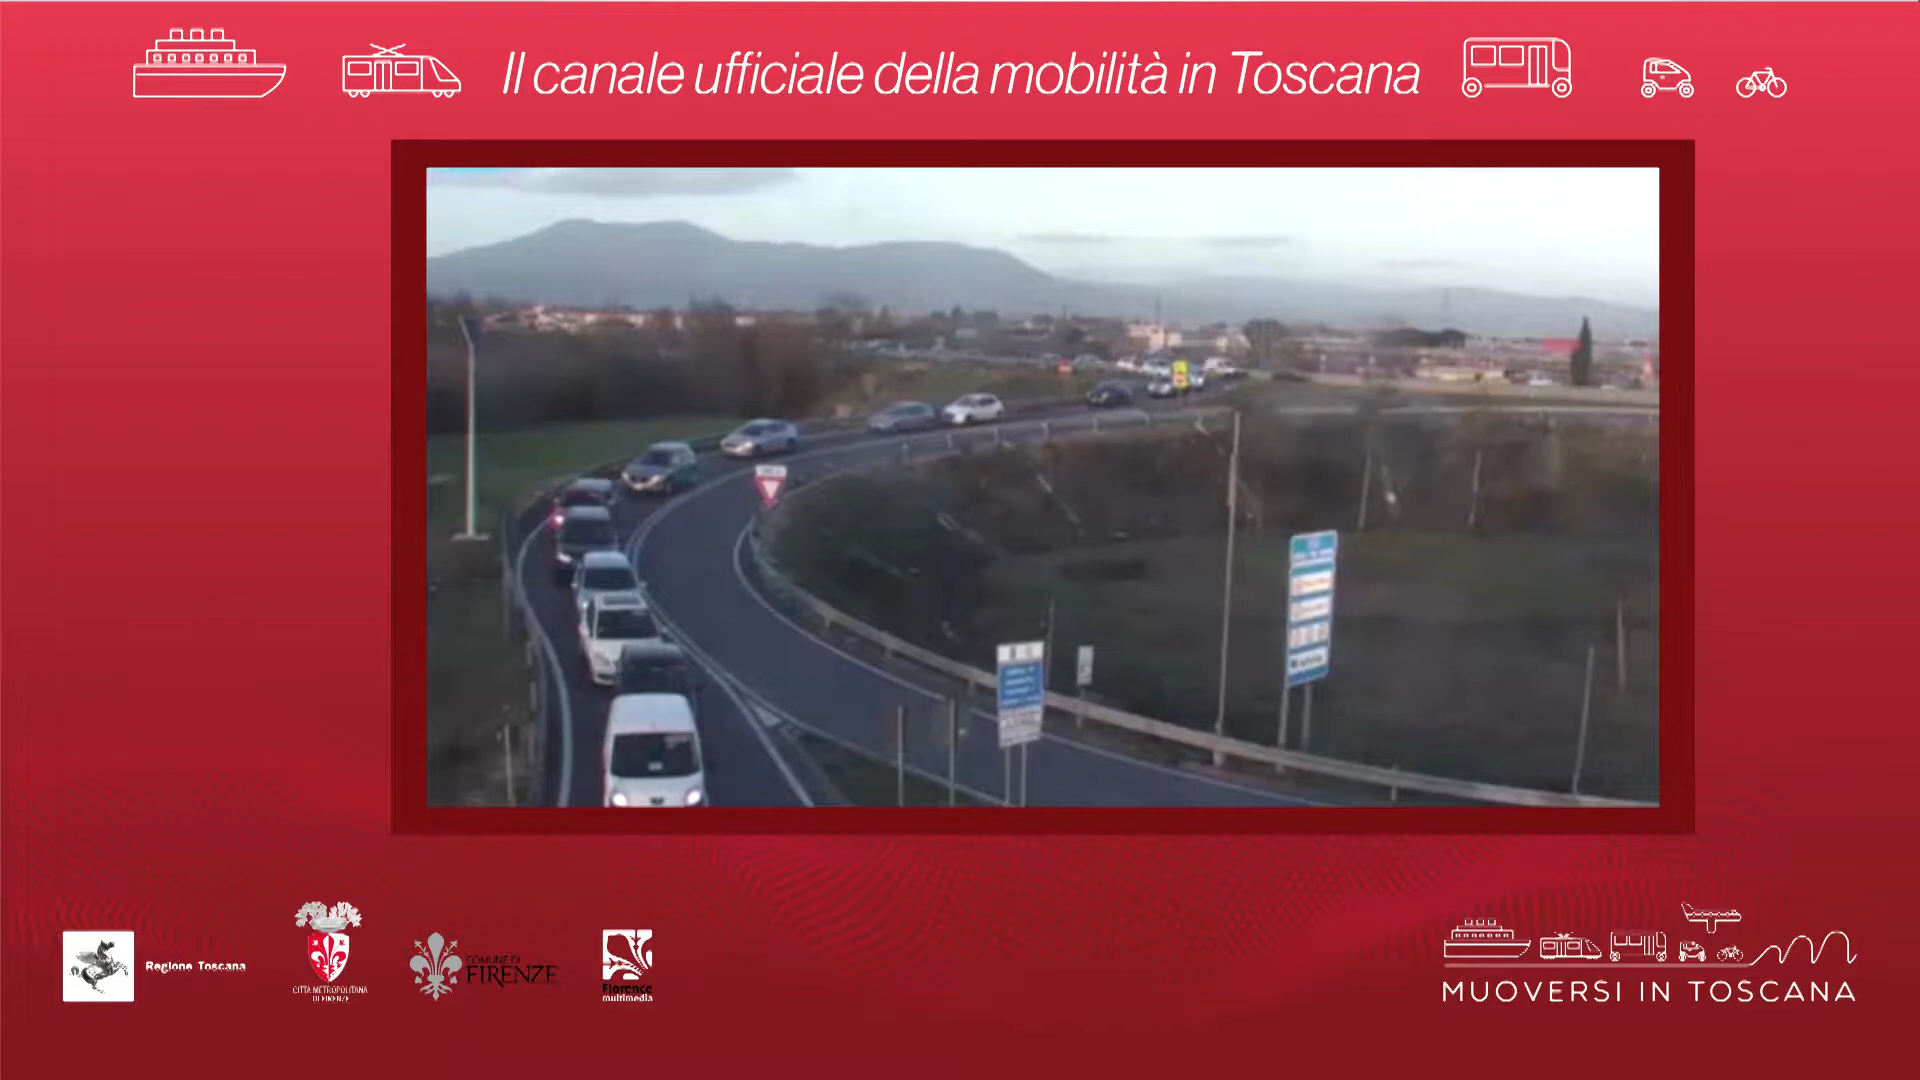 Il canale ufficiale della mobilità in Toscana
Regione Toscana
CITTÀ METROPOLITANA
DI FIRENZE
COMUNE DI
FIRENZE
Florence
multimedia
MUOVERSI IN TOSCANA